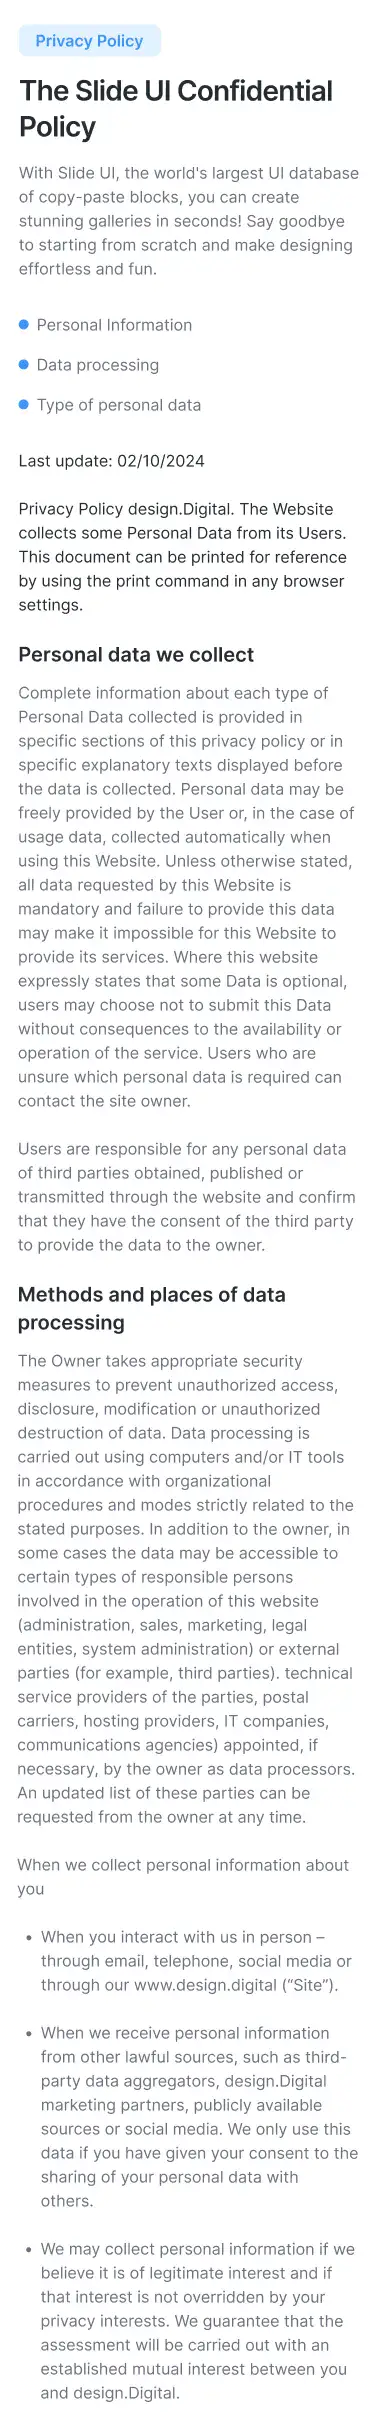 Privacy Policy
The Slide UI Confidential
Policy
With Slide UI, the world's largest UI database
of copy-paste blocks, you can create
stunning galleries in seconds! Say goodbye
to starting from scratch and make designing
effortless and fun.
Personal Information
Data processing
Type of personal data
Last update: 02/10/2024
Privacy Policy design.Digital. The Website
collects some Personal Data from its Users.
This document can be printed for reference
by using the print command in any browser
settings.
Personal data we collect
Complete information about each type of
Personal Data collected is provided in
specific sections of this privacy policy or in
specific explanatory texts displayed before
the data is collected. Personal data may be
freely provided by the User or, in the case of
usage data, collected automatically when
using this Website. Unless otherwise stated,
all data requested by this Website is
mandatory and failure to provide this data
may make it impossible for this Website to
provide its services. Where this website
expressly states that some Data is optional,
users may choose not to submit this Data
without consequences to the availability or
operation of the service. Users who are
unsure which personal data is required can
contact the site owner.
Users are responsible for any personal data
of third parties obtained, published or
transmitted through the website and confirm
that they have the consent of the third party
to provide the data to the owner.
Methods and places of data
processing
The Owner takes appropriate security
measures to prevent unauthorized access,
disclosure, modification or unauthorized
destruction of data. Data processing is
carried out using computers and/or IT tools
in accordance with organizational
procedures and modes strictly related to the
stated purposes. In addition to the owner, in
some cases the data may be accessible to
certain types of responsible persons
involved in the operation of this website
(administration, sales, marketing, legal
entities, system administration) or external
parties (for example, third parties). technical
service providers of the parties, postal
carriers, hosting providers, IT companies,
communications agencies) appointed, if
necessary, by the owner as data processors.
An updated list of these parties can be
requested from the owner at any time.
When we collect personal information about
you
• When you interact with us in person –
through email, telephone, social media or
through our www.design.digital (“Site”).
• When we receive personal information
from other lawful sources, such as third-
party data aggregators, design.Digital
marketing partners, publicly available
sources or social media. We only use this
data if you have given your consent to the
sharing of your personal data with
others.
• We may collect personal information if we
believe it is of legitimate interest and if
that interest is not overridden by your
privacy interests. We guarantee that the
assessment will be carried out with an
established mutual interest between you
and design.Digital.